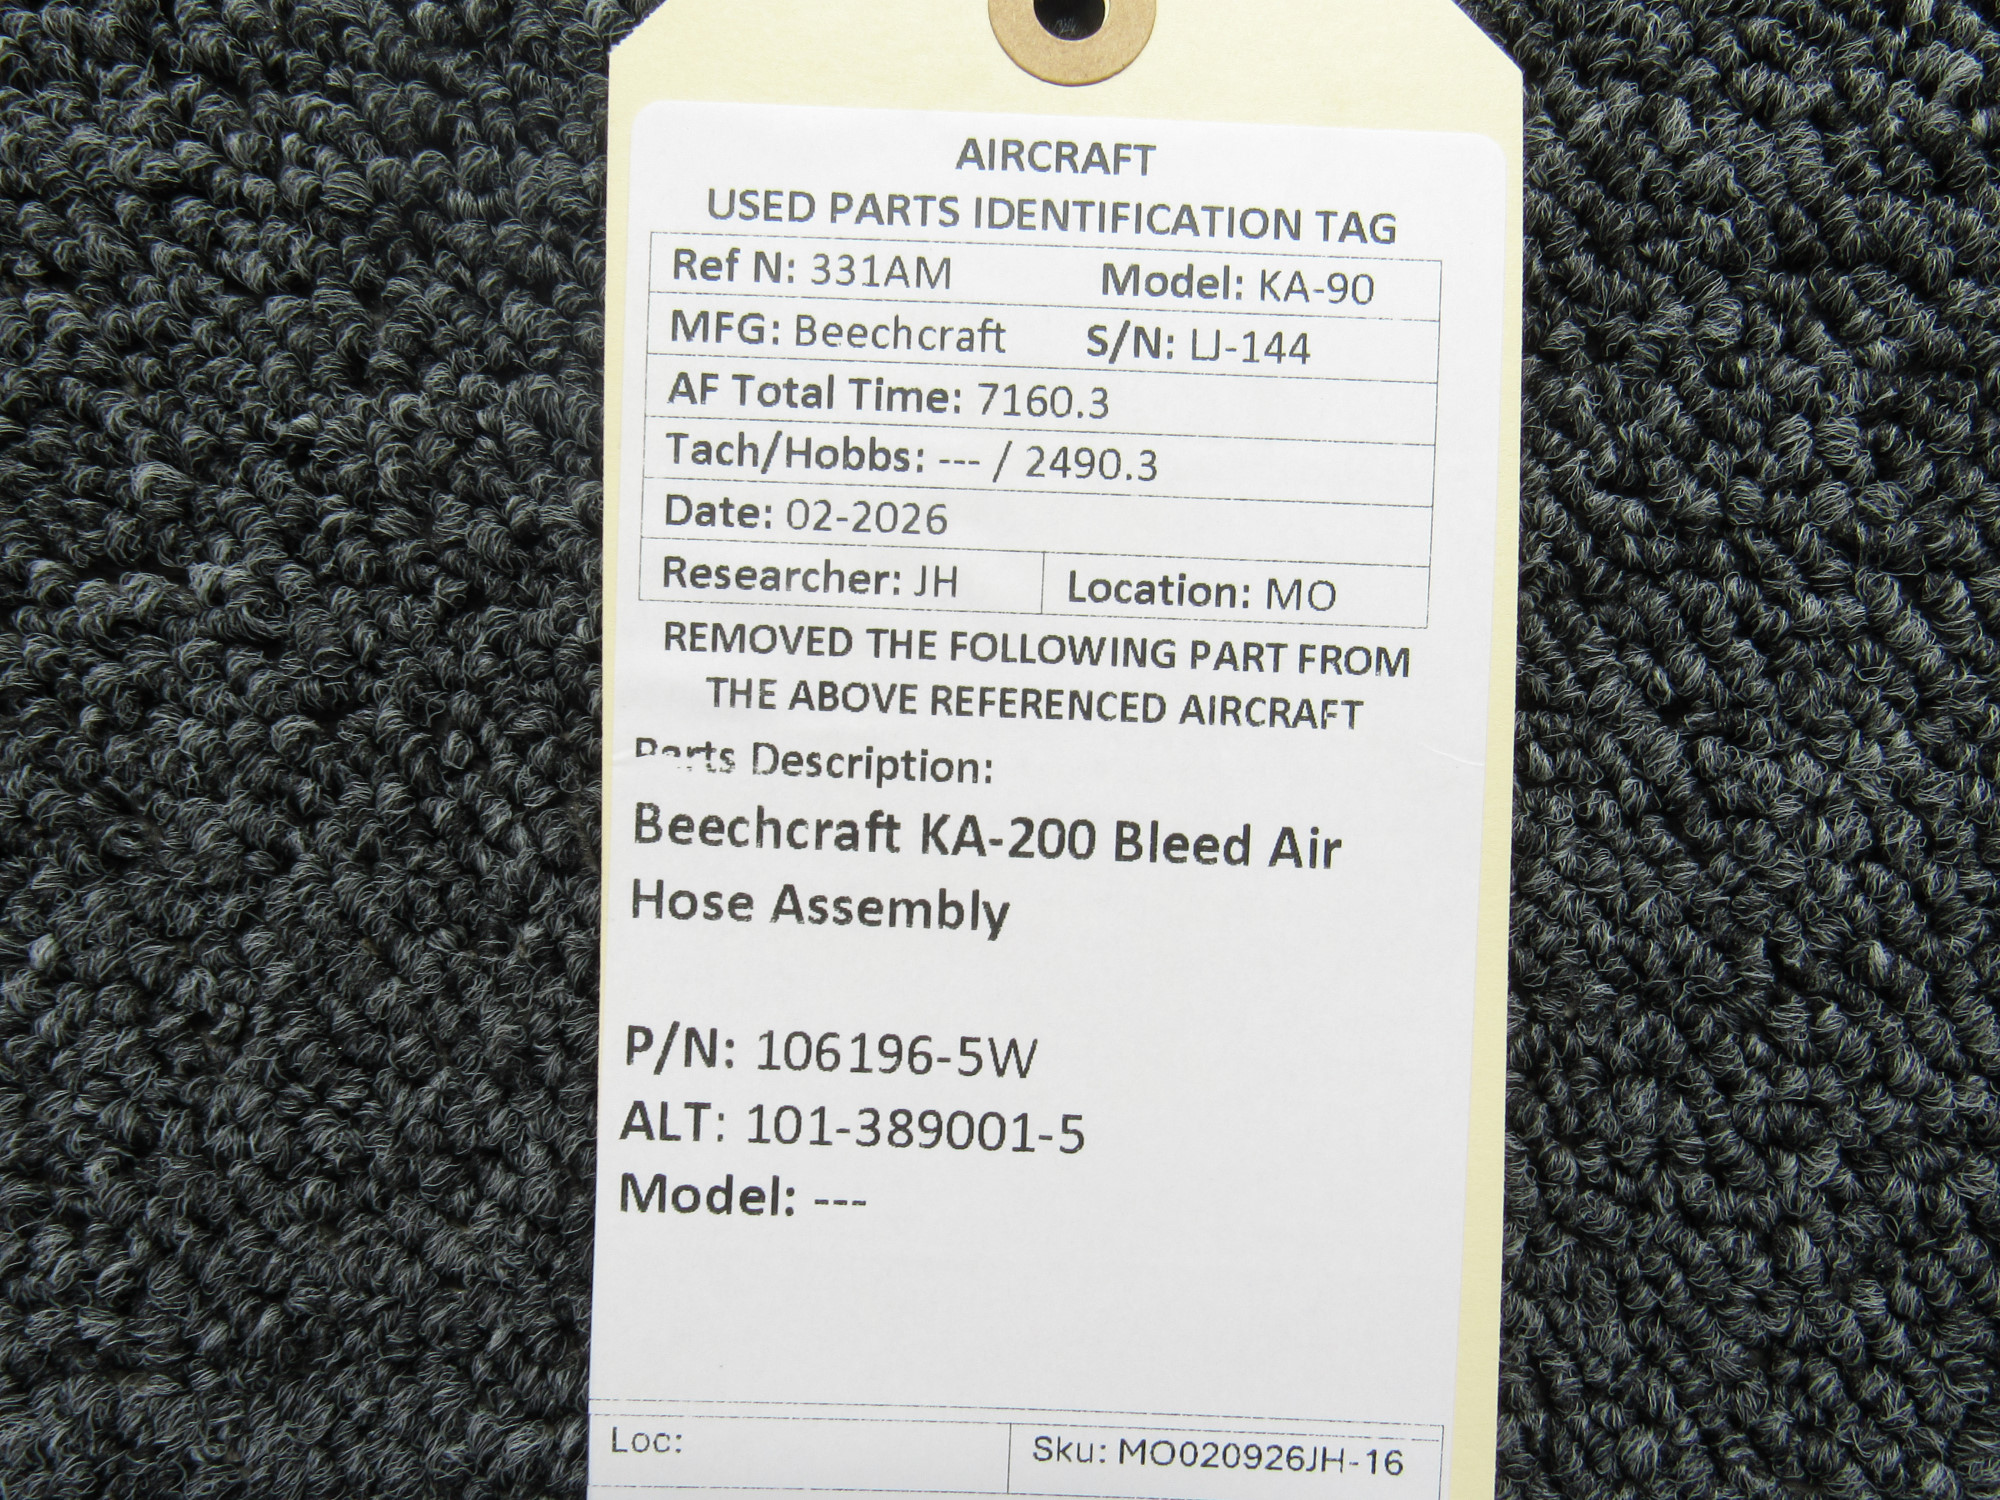 AIRCRAFT
USED PARTS IDENTIFICATION TAG
Ref N: 331AM Model: KA-90
MFG: Beechcraft S/N: LJ-144
AF Total Time: 7160.3
Tach/Hobbs: --- / 2490.3
Date: 02-2026
Researcher: JH Location: MO
REMOVED THE FOLLOWING PART FROM
THE ABOVE REFERENCED AIRCRAFT
Parts Description:
Beechcraft KA-200 Bleed Air
Hose Assembly
P/N: 106196-5W
ALT: 101-389001-5
Model: ---
Loc: Sku: MO020926JH-16